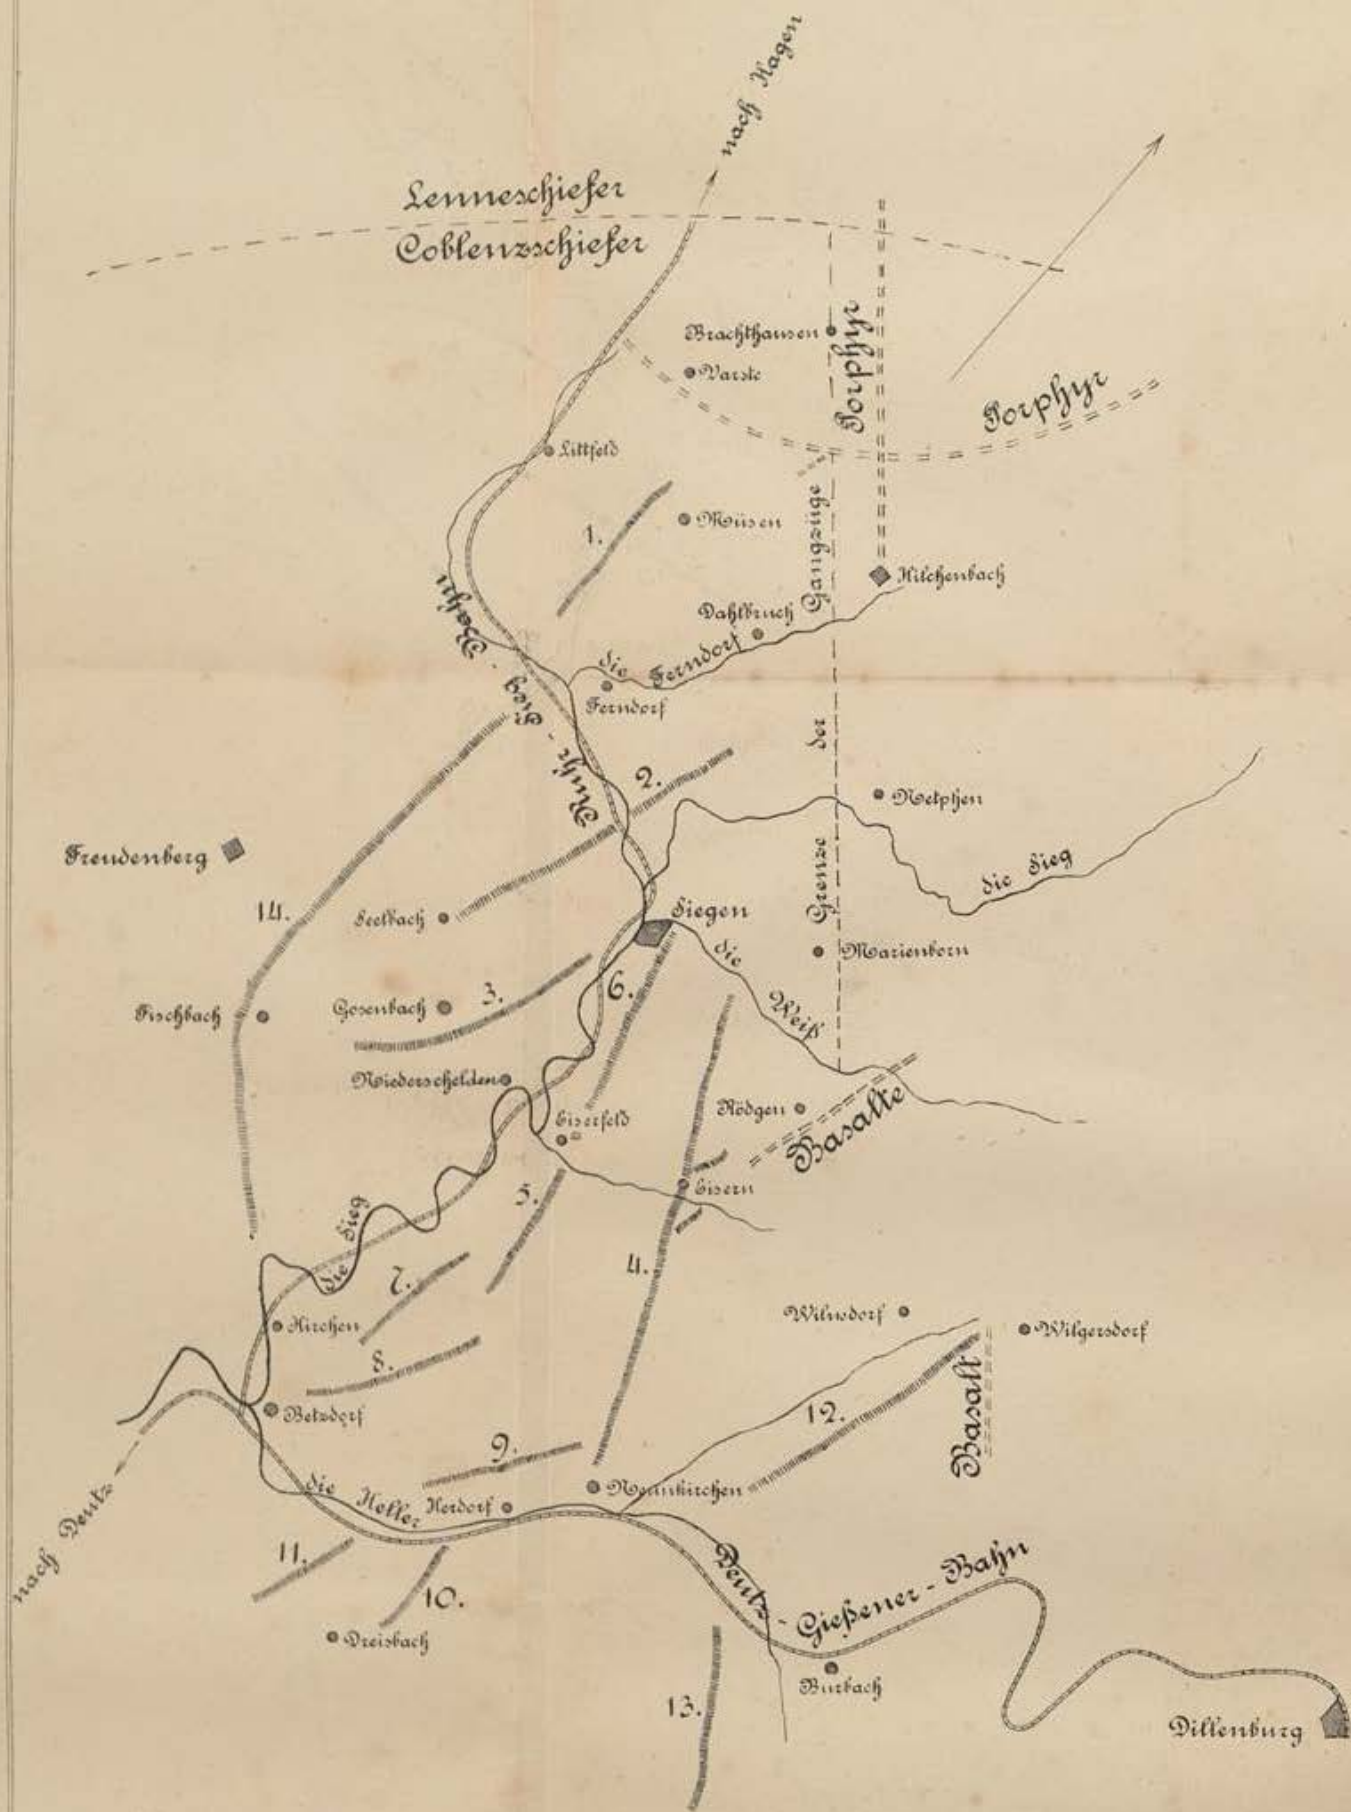 nach Hagen
Lenneschiefer
Coblenzschiefer
Brachthausen
Varste
Porphyr
Porphyr
Littfeld
1.
Müsen
Hilchenbach
Dahlbruch
die Ferndorf
Ferndorf
Ruhr - Sieg - Bahn
Grenze der Gangzüge
2.
Netphen
die Sieg
Freudenberg
14.
Seelbach
Siegen
die Weiß
Marienborn
Fischbach
Gosenbach
3.
6.
Niederschelden
Eiserfeld
Rödgen
Basalte
Eisern
5.
die Sieg
4.
7.
Wilnsdorf
Wilgersdorf
Kirchen
8.
Basalt
12.
Betzdorf
9.
Neunkirchen
die Heller
Herdorf
nach Deutz
11.
10.
Dreisbach
Deutz - Gießener - Bahn
13.
Burbach
Dillenburg